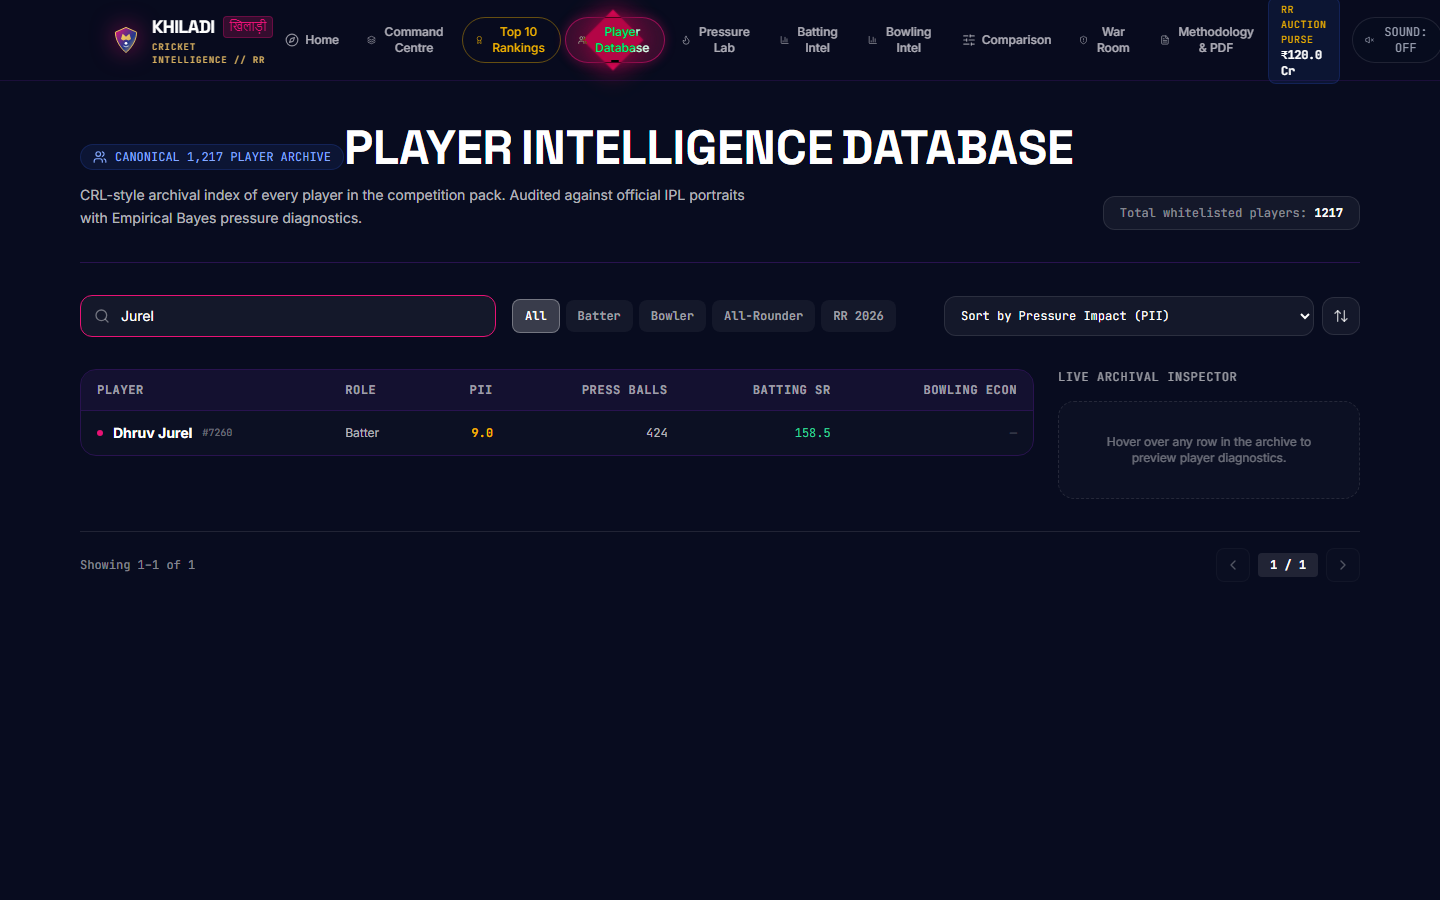 KHILADI खिलाड़ी
CRICKET
INTELLIGENCE // RR
Home
Command
Centre
Top 10
Rankings
Player
Database
Pressure
Lab
Batting
Intel
Bowling
Intel
Comparison
War
Room
Methodology
& PDF
RR
AUCTION
PURSE
₹120.0
Cr
SOUND:
OFF
CANONICAL 1,217 PLAYER ARCHIVE
PLAYER INTELLIGENCE DATABASE
CRL-style archival index of every player in the competition pack. Audited against official IPL portraits
with Empirical Bayes pressure diagnostics.
Total whitelisted players: 1217
Jurel
All
Batter
Bowler
All-Rounder
RR 2026
Sort by Pressure Impact (PII)
PLAYER ROLE PII PRESS BALLS BATTING SR BOWLING ECON
Dhruv Jurel #7260 Batter 9.0 424 158.5 —
LIVE ARCHIVAL INSPECTOR
Hover over any row in the archive to
preview player diagnostics.
Showing 1–1 of 1
1 / 1